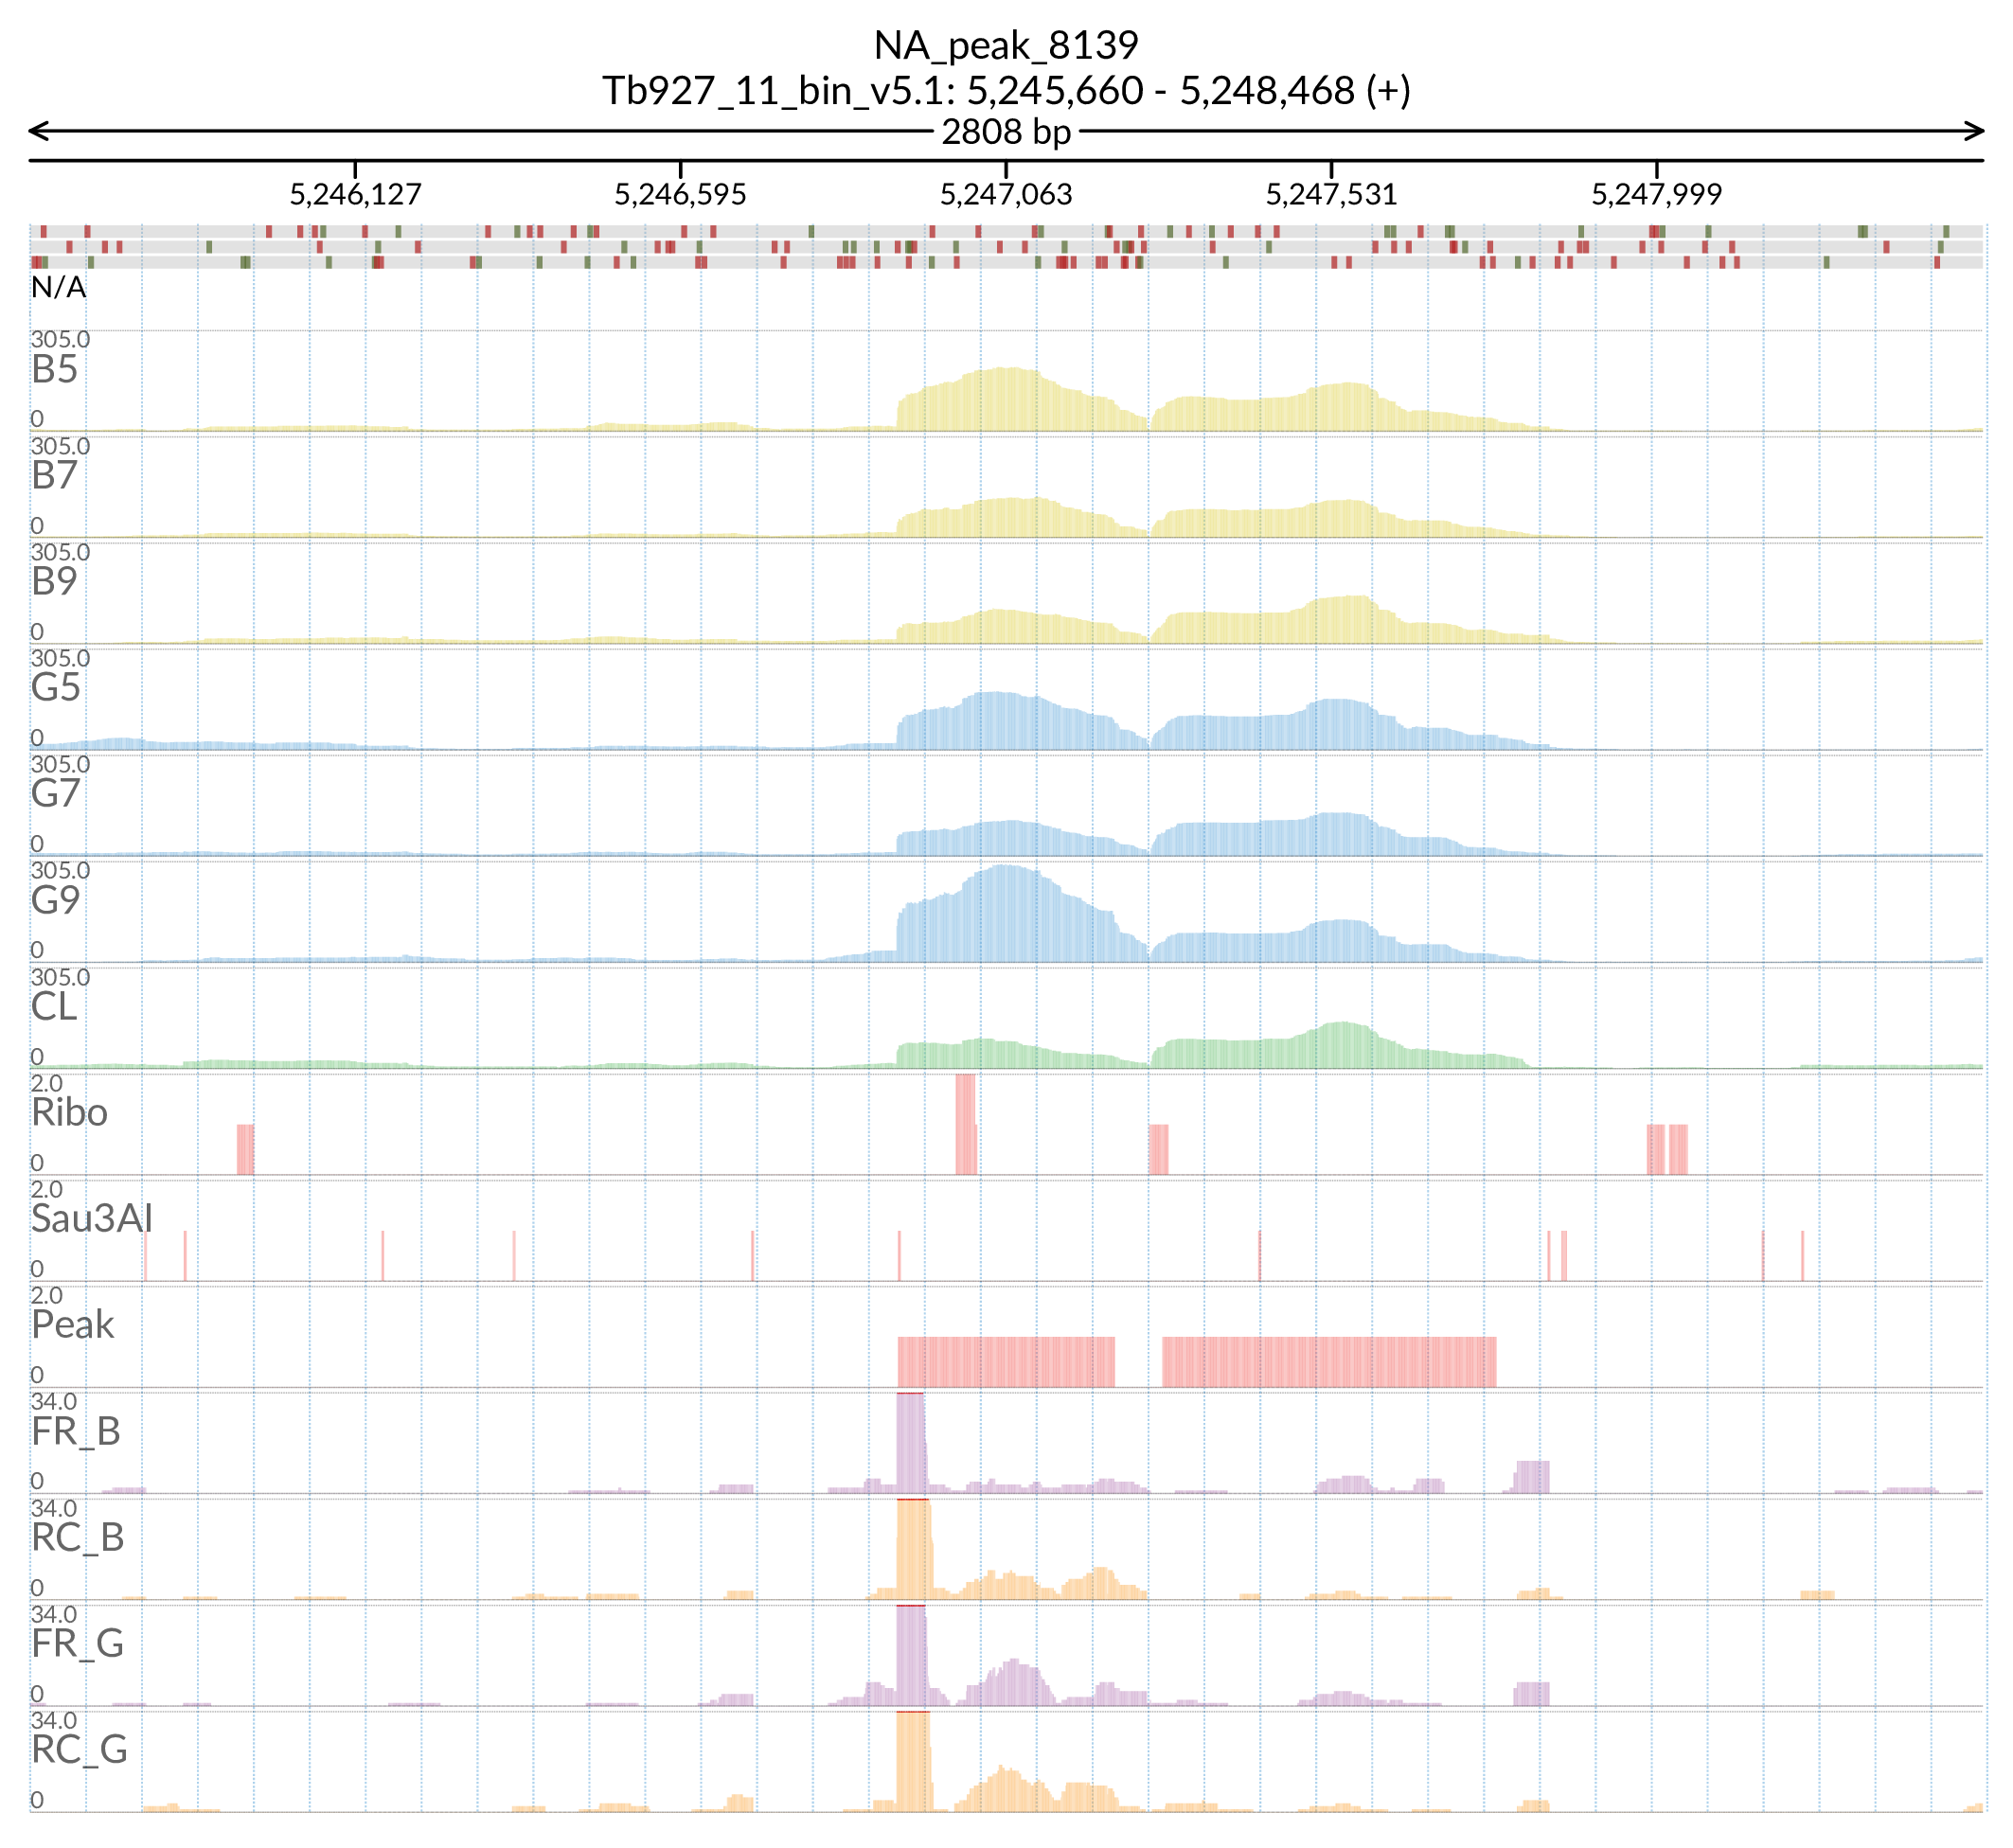 NA_peak_8139
Tb927_11_bin_v5.1: 5,245,660 - 5,248,468 (+)
2808 bp
5,246,127 5,246,595 5,247,063 5,247,531 5,247,999
N/A
305.0
B5
0
305.0
B7
0
305.0
B9
0
305.0
G5
0
305.0
G7
0
305.0
G9
0
305.0
CL
0
2.0
Ribo
0
2.0
Sau3AI
0
2.0
Peak
0
34.0
FR_B
0
34.0
RC_B
0
34.0
FR_G
0
34.0
RC_G
0